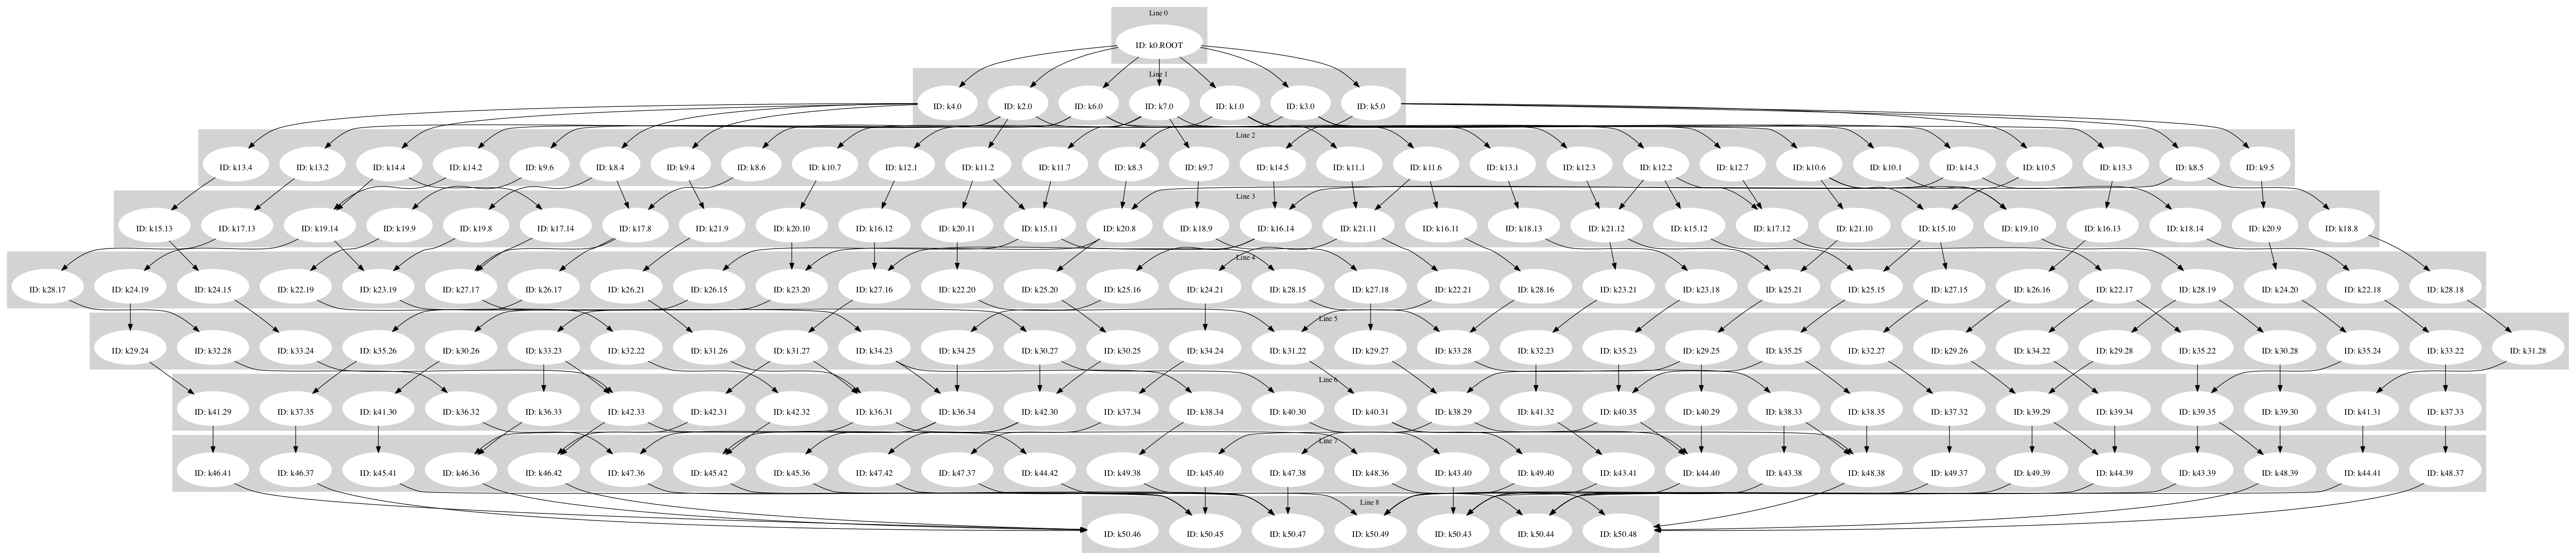 Line 0
ID: k0.ROOT
Line 1
ID: k4.0 ID: k2.0 ID: k6.0 ID: k7.0 ID: k1.0 ID: k3.0 ID: k5.0
Line 2
ID: k13.4 ID: k13.2 ID: k14.4 ID: k14.2 ID: k9.6 ID: k8.4 ID: k9.4 ID: k8.6 ID: k10.7 ID: k12.1 ID: k11.2 ID: k11.7 ID: k8.3 ID: k9.7 ID: k14.5 ID: k11.1 ID: k11.6 ID: k13.1 ID: k12.3 ID: k12.2 ID: k12.7 ID: k10.6 ID: k10.1 ID: k14.3 ID: k10.5 ID: k13.3 ID: k8.5 ID: k9.5
Line 3
ID: k15.13 ID: k17.13 ID: k19.14 ID: k19.9 ID: k19.8 ID: k17.14 ID: k17.8 ID: k21.9 ID: k20.10 ID: k16.12 ID: k20.11 ID: k15.11 ID: k20.8 ID: k18.9 ID: k16.14 ID: k21.11 ID: k16.11 ID: k18.13 ID: k21.12 ID: k15.12 ID: k17.12 ID: k21.10 ID: k15.10 ID: k19.10 ID: k16.13 ID: k18.14 ID: k20.9 ID: k18.8
Line 4
ID: k28.17 ID: k24.19 ID: k24.15 ID: k22.19 ID: k23.19 ID: k27.17 ID: k26.17 ID: k26.21 ID: k26.15 ID: k23.20 ID: k27.16 ID: k22.20 ID: k25.20 ID: k25.16 ID: k24.21 ID: k28.15 ID: k27.18 ID: k22.21 ID: k28.16 ID: k23.21 ID: k23.18 ID: k25.21 ID: k25.15 ID: k27.15 ID: k26.16 ID: k22.17 ID: k28.19 ID: k24.20 ID: k22.18 ID: k28.18
Line 5
ID: k29.24 ID: k32.28 ID: k33.24 ID: k35.26 ID: k30.26 ID: k33.23 ID: k32.22 ID: k31.26 ID: k31.27 ID: k34.23 ID: k34.25 ID: k30.27 ID: k30.25 ID: k34.24 ID: k31.22 ID: k29.27 ID: k33.28 ID: k32.23 ID: k35.23 ID: k29.25 ID: k35.25 ID: k32.27 ID: k29.26 ID: k34.22 ID: k29.28 ID: k35.22 ID: k30.28 ID: k35.24 ID: k33.22 ID: k31.28
Line 6
ID: k41.29 ID: k37.35 ID: k41.30 ID: k36.32 ID: k36.33 ID: k42.33 ID: k42.31 ID: k42.32 ID: k36.31 ID: k36.34 ID: k42.30 ID: k37.34 ID: k38.34 ID: k40.30 ID: k40.31 ID: k38.29 ID: k41.32 ID: k40.35 ID: k40.29 ID: k38.33 ID: k38.35 ID: k37.32 ID: k39.29 ID: k39.34 ID: k39.35 ID: k39.30 ID: k41.31 ID: k37.33
Line 7
ID: k46.41 ID: k46.37 ID: k45.41 ID: k46.36 ID: k46.42 ID: k47.36 ID: k45.42 ID: k45.36 ID: k47.42 ID: k47.37 ID: k44.42 ID: k49.38 ID: k45.40 ID: k47.38 ID: k48.36 ID: k43.40 ID: k49.40 ID: k43.41 ID: k44.40 ID: k43.38 ID: k48.38 ID: k49.37 ID: k49.39 ID: k44.39 ID: k43.39 ID: k48.39 ID: k44.41 ID: k48.37
Line 8
ID: k50.46 ID: k50.45 ID: k50.47 ID: k50.49 ID: k50.43 ID: k50.44 ID: k50.48